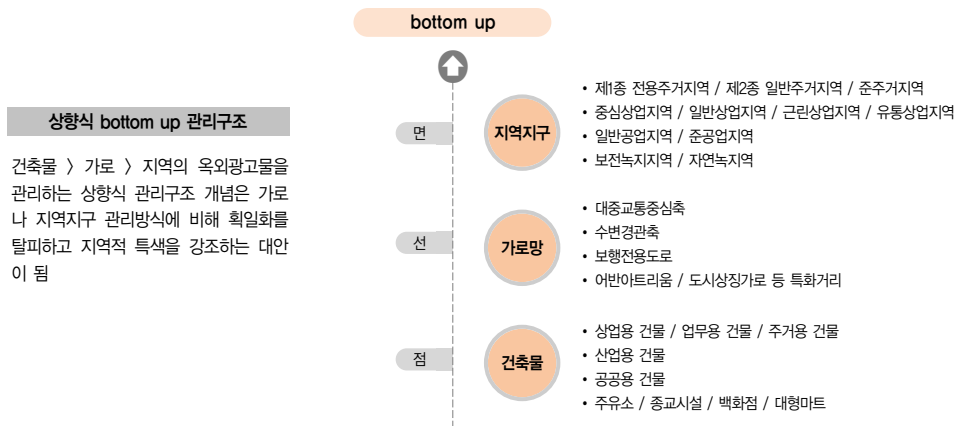 bottom up
상향식 bottom up 관리구조
건축물 〉 가로 〉 지역의 옥외광고물을
관리하는 상향식 관리구조 개념은 가로
나 지역지구 관리방식에 비해 획일화를
탈피하고 지역적 특색을 강조하는 대안
이 됨
면
지역지구
• 제1종 전용주거지역 / 제2종 일반주거지역 / 준주거지역
• 중심상업지역 / 일반상업지역 / 근린상업지역 / 유통상업지역
• 일반공업지역 / 준공업지역
• 보전녹지지역 / 자연녹지역
선
가로망
• 대중교통중심축
• 수변경관축
• 보행전용도로
• 어반아트리움 / 도시상징가로 등 특화거리
점
건축물
• 상업용 건물 / 업무용 건물 / 주거용 건물
• 산업용 건물
• 공공용 건물
• 주유소 / 종교시설 / 백화점 / 대형마트